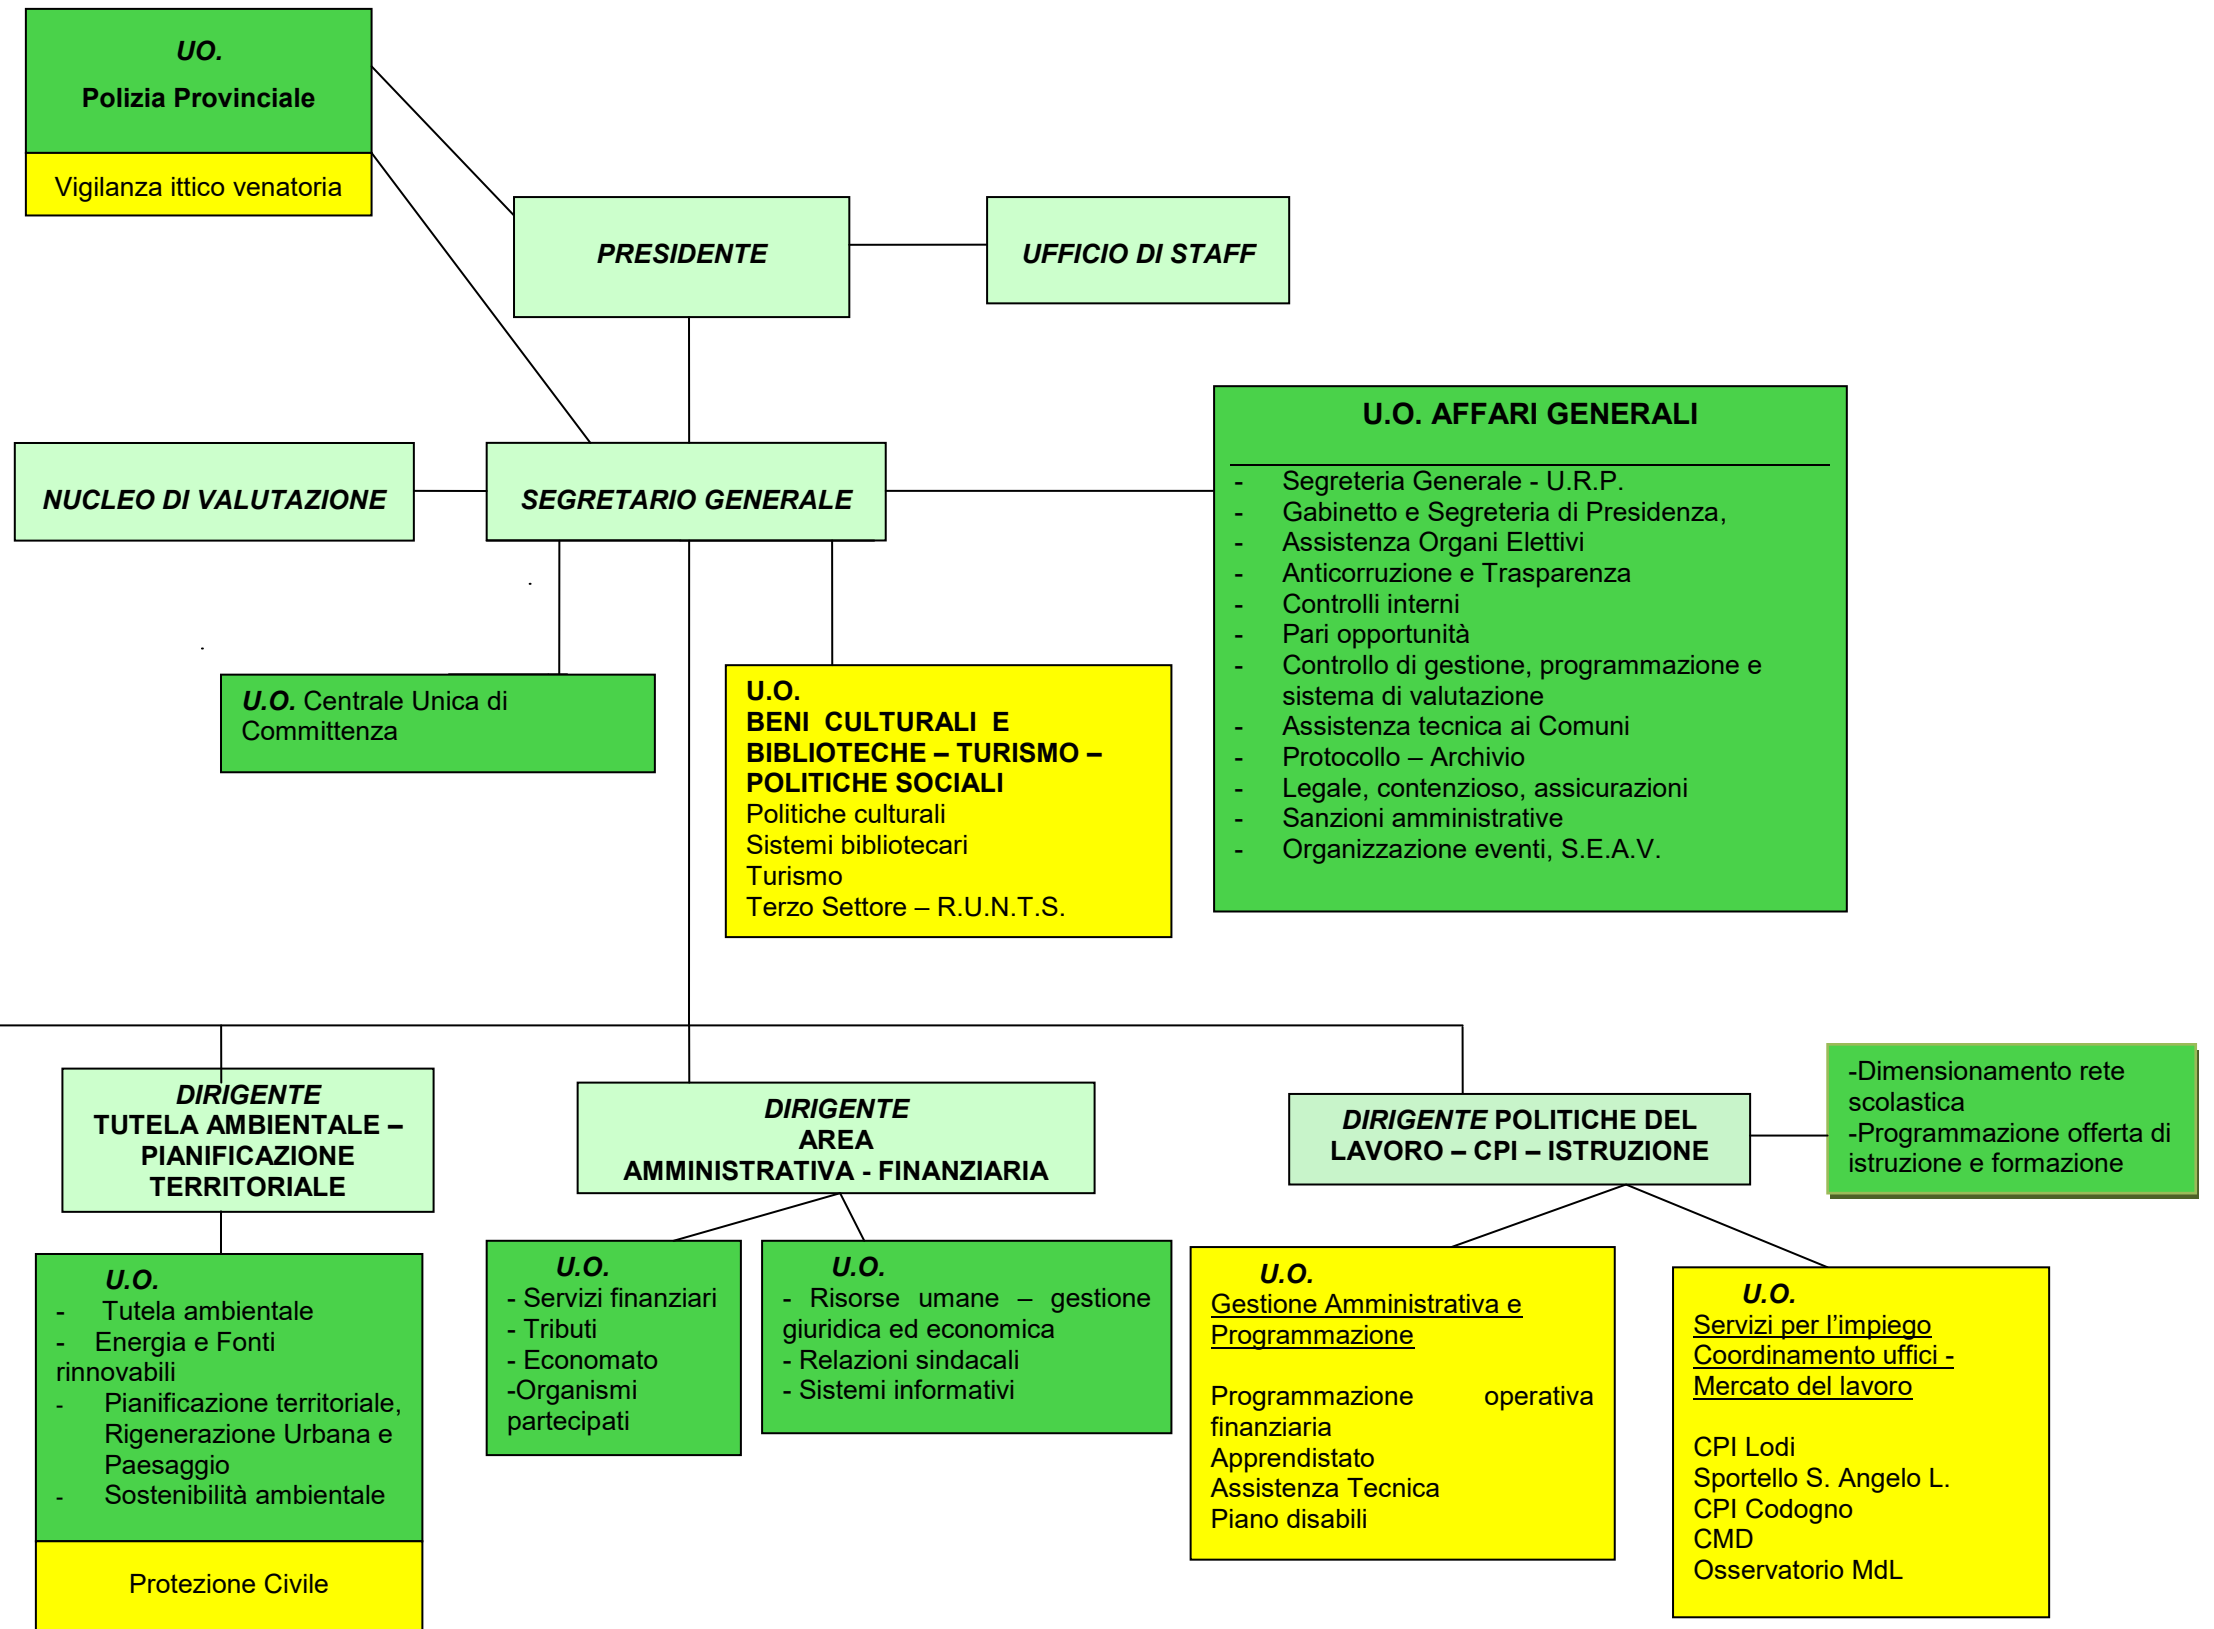 UO.
Polizia Provinciale
Vigilanza ittico venatoria
PRESIDENTE
UFFICIO DI STAFF
NUCLEO DI VALUTAZIONE
SEGRETARIO GENERALE
U.O. AFFARI GENERALI
- Segreteria Generale - U.R.P.
- Gabinetto e Segreteria di Presidenza,
- Assistenza Organi Elettivi
- Anticorruzione e Trasparenza
- Controlli interni
- Pari opportunità
- Controllo di gestione, programmazione e
sistema di valutazione
- Assistenza tecnica ai Comuni
- Protocollo – Archivio
- Legale, contenzioso, assicurazioni
- Sanzioni amministrative
- Organizzazione eventi, S.E.A.V.
U.O. Centrale Unica di
Committenza
U.O.
BENI CULTURALI E
BIBLIOTECHE – TURISMO –
POLITICHE SOCIALI
Politiche culturali
Sistemi bibliotecari
Turismo
Terzo Settore – R.U.N.T.S.
DIRIGENTE
TUTELA AMBIENTALE –
PIANIFICAZIONE
TERRITORIALE
DIRIGENTE
AREA
AMMINISTRATIVA - FINANZIARIA
DIRIGENTE POLITICHE DEL
LAVORO – CPI – ISTRUZIONE
-Dimensionamento rete
scolastica
-Programmazione offerta di
istruzione e formazione
U.O.
- Tutela ambientale
- Energia e Fonti
rinnovabili
- Pianificazione territoriale,
Rigenerazione Urbana e
Paesaggio
- Sostenibilità ambientale
Protezione Civile
U.O.
- Servizi finanziari
- Tributi
- Economato
-Organismi
partecipati
U.O.
- Risorse umane – gestione
giuridica ed economica
- Relazioni sindacali
- Sistemi informativi
U.O.
Gestione Amministrativa e
Programmazione
Programmazione operativa
finanziaria
Apprendistato
Assistenza Tecnica
Piano disabili
U.O.
Servizi per l’impiego
Coordinamento uffici -
Mercato del lavoro
CPI Lodi
Sportello S. Angelo L.
CPI Codogno
CMD
Osservatorio MdL